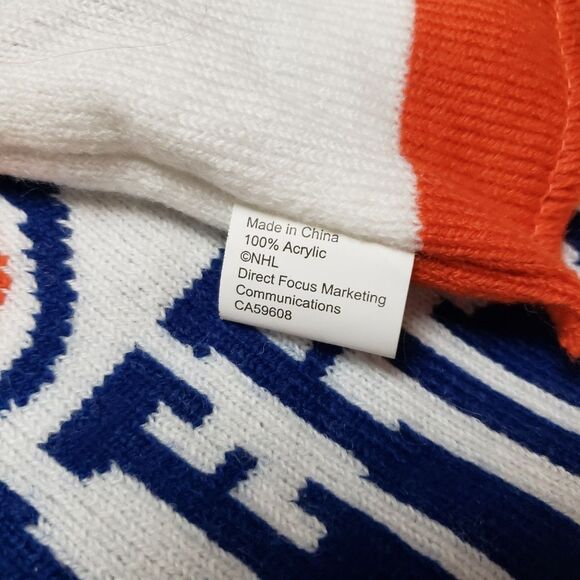 Made in China
100% Acrylic
©NHL
Direct Focus Marketing
Communications
CA59608